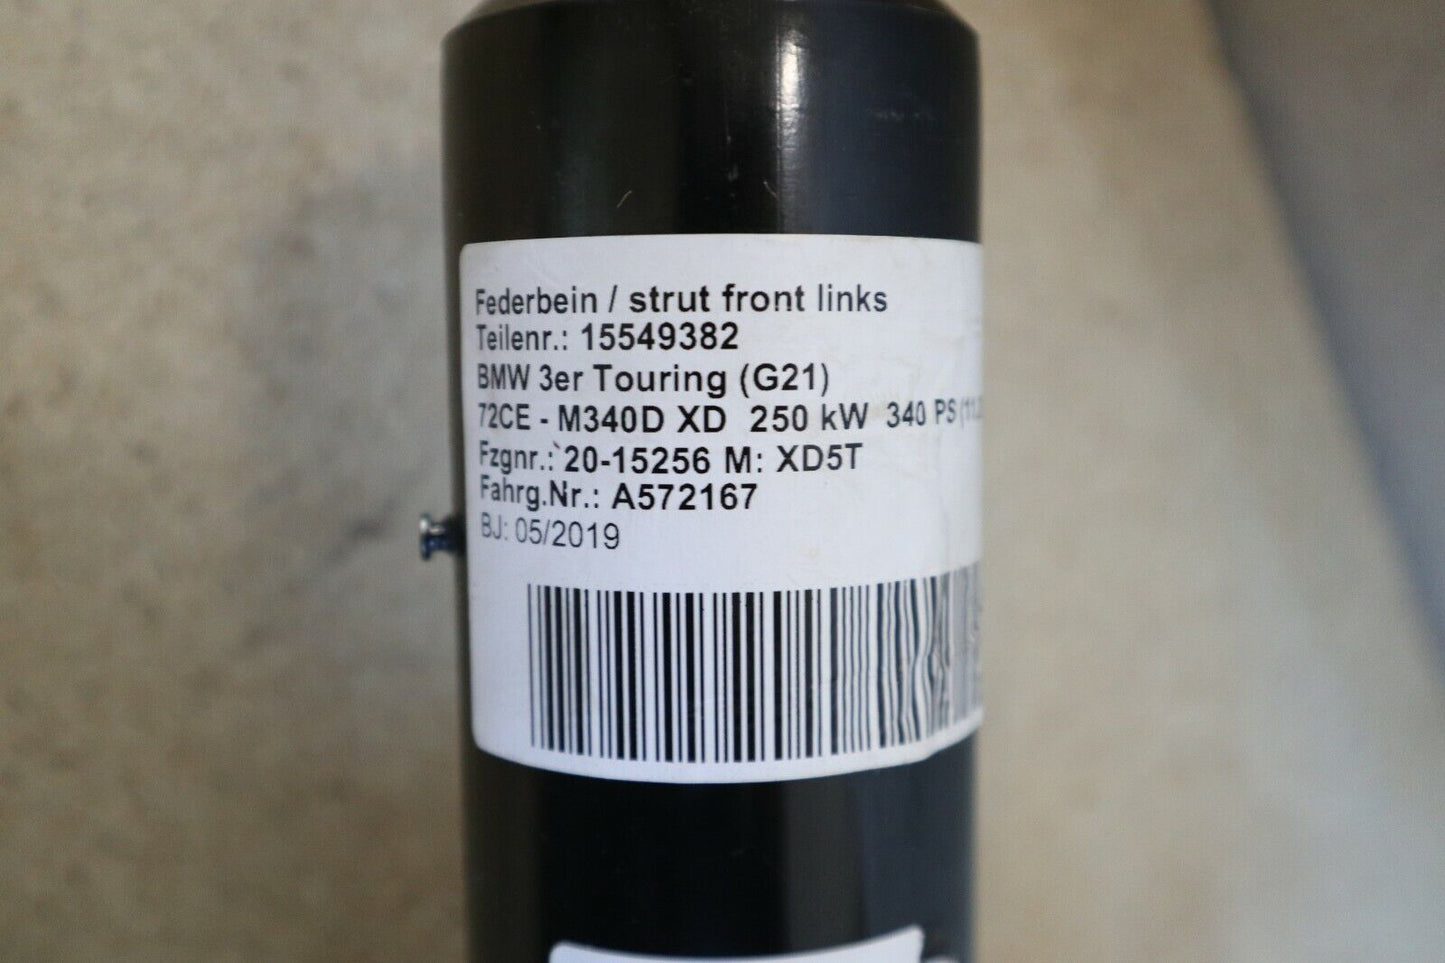 Federbein / strut front links
Teilenr.: 15549382
BMW 3er Touring (G21)
72CE - M340D XD 250 kW 340 PS
Fzgnr.:`20-15256 M: XD5T
Fahrg.Nr.: A572167
BJ: 05/2019